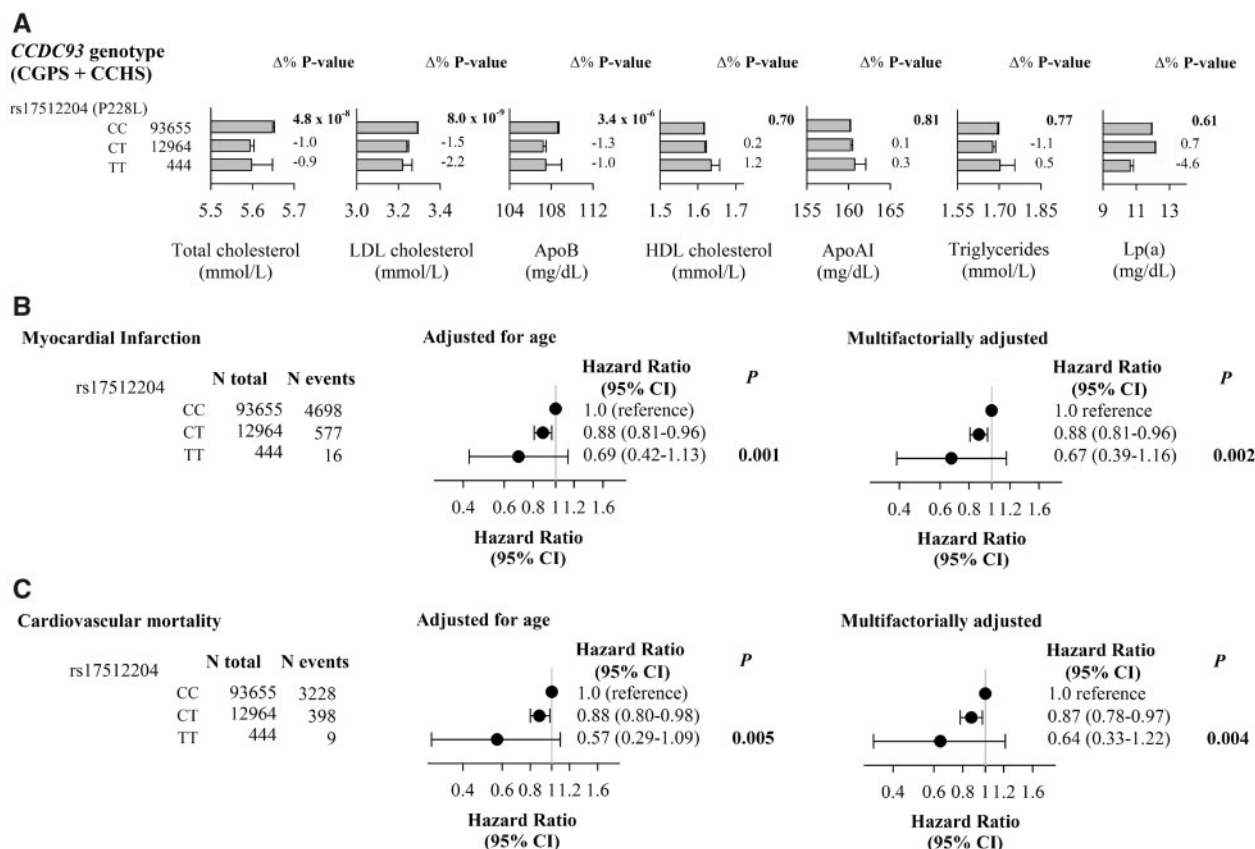 A
CCDC93 genotype
(CGPS + CCHS)
Δ% P-value Δ% P-value Δ% P-value Δ% P-value Δ% P-value Δ% P-value Δ% P-value
rs17512204 (P228L)
CC 93655 4.8 x 10-8 8.0 x 10-9 3.4 x 10-6 0.70 0.81 0.77 0.61
CT 12964 -1.0 -1.5 -1.3 0.2 0.1 -1.1 0.7
TT 444 -0.9 -2.2 -1.0 1.2 0.3 0.5 -4.6
5.5 5.6 5.7 3.0 3.2 3.4 104 108 112 1.5 1.6 1.7 155 160 165 1.55 1.70 1.85 9 11 13
Total cholesterol LDL cholesterol ApoB HDL cholesterol ApoAI Triglycerides Lp(a)
(mmol/L) (mmol/L) (mg/dL) (mmol/L) (mg/dL) (mmol/L) (mg/dL)
B
Myocardial Infarction Adjusted for age Multifactorially adjusted
rs17512204 N total N events Hazard Ratio (95% CI) P Hazard Ratio (95% CI) P
CC 93655 4698 1.0 (reference) 1.0 reference
CT 12964 577 0.88 (0.81-0.96) 0.88 (0.81-0.96)
TT 444 16 0.69 (0.42-1.13) 0.001 0.67 (0.39-1.16) 0.002
0.4 0.6 0.8 1 1.2 1.6 0.4 0.6 0.8 1 1.2 1.6
Hazard Ratio Hazard Ratio
(95% CI) (95% CI)
C
Cardiovascular mortality Adjusted for age Multifactorially adjusted
rs17512204 N total N events Hazard Ratio (95% CI) P Hazard Ratio (95% CI) P
CC 93655 3228 1.0 (reference) 1.0 reference
CT 12964 398 0.88 (0.80-0.98) 0.87 (0.78-0.97)
TT 444 9 0.57 (0.29-1.09) 0.005 0.64 (0.33-1.22) 0.004
0.4 0.6 0.8 1 1.2 1.6 0.4 0.6 0.8 1 1.2 1.6
Hazard Ratio Hazard Ratio
(95% CI) (95% CI)